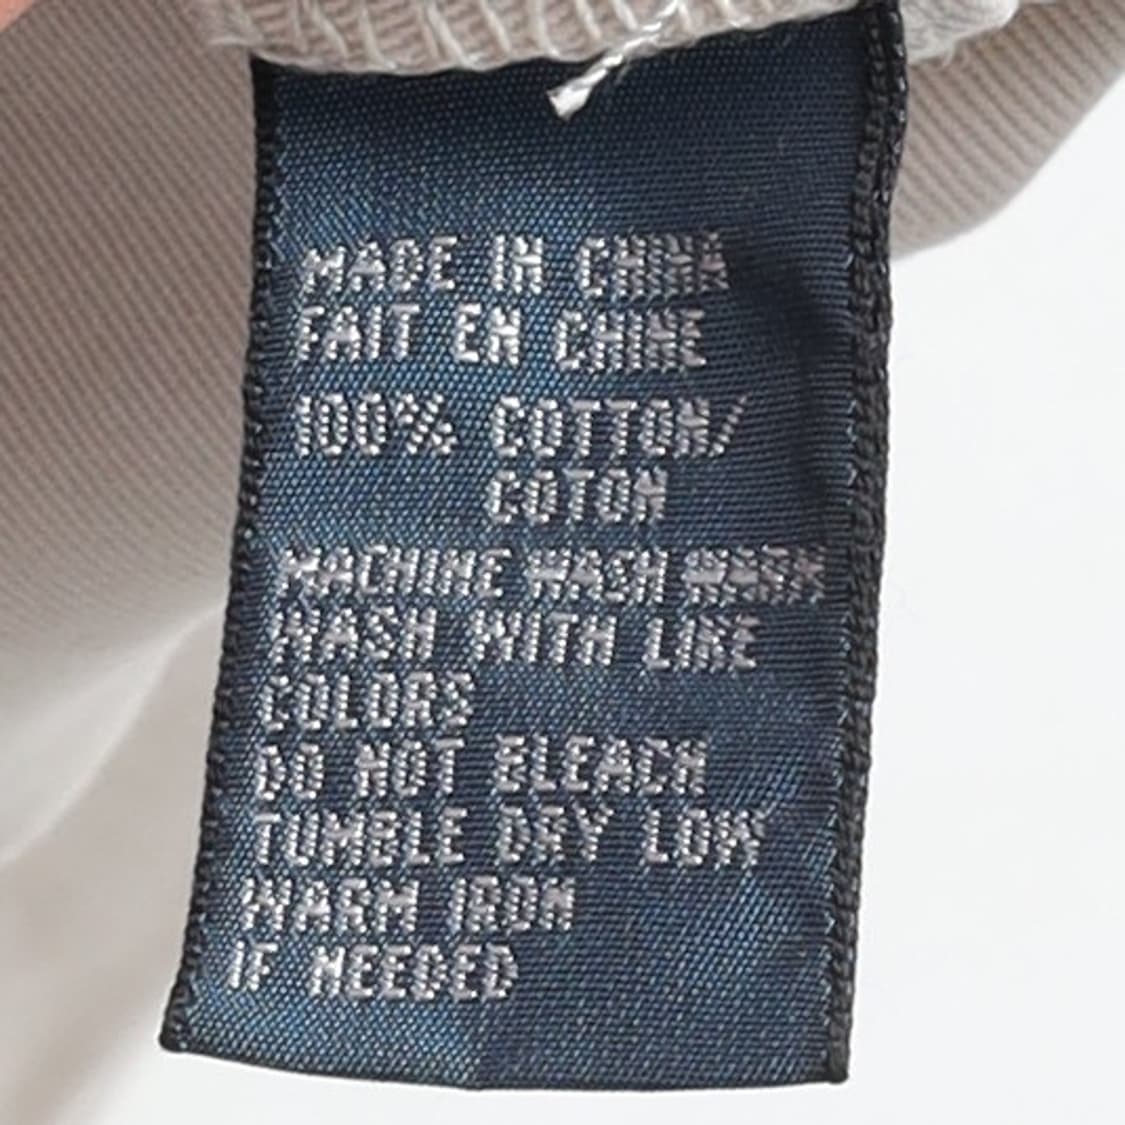 MADE IN CHINA
FAIT EN CHINE
100% COTTON/
COTON
MACHINE WASH WARM
WASH WITH LIKE
COLORS
DO NOT BLEACH
TUMBLE DRY LOW
WARM IRON
IF NEEDED